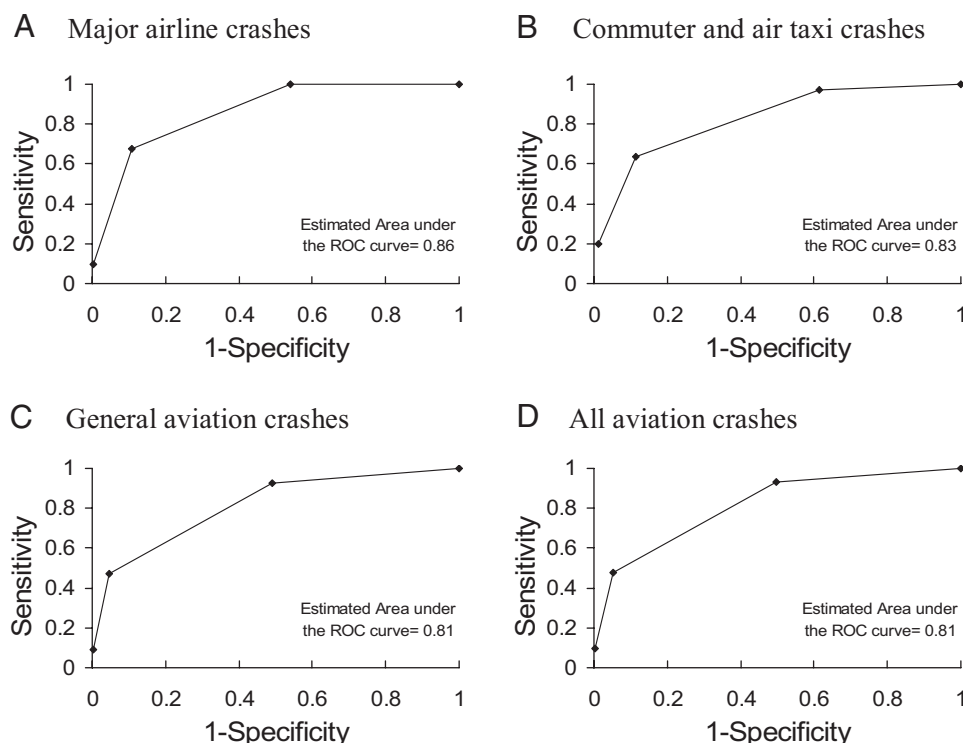 A Major airline crashes
1
0.8
0.6
0.4
0.2
0
Sensitivity
Estimated Area under
the ROC curve= 0.86
0 0.2 0.4 0.6 0.8 1
1-Specificity
B Commuter and air taxi crashes
1
0.8
0.6
0.4
0.2
0
Sensitivity
Estimated Area under
the ROC curve= 0.83
0 0.2 0.4 0.6 0.8 1
1-Specificity
C General aviation crashes
1
0.8
0.6
0.4
0.2
0
Sensitivity
Estimated Area under
the ROC curve= 0.81
0 0.2 0.4 0.6 0.8 1
1-Specificity
D All aviation crashes
1
0.8
0.6
0.4
0.2
0
Sensitivity
Estimated Area under
the ROC curve= 0.81
0 0.2 0.4 0.6 0.8 1
1-Specificity